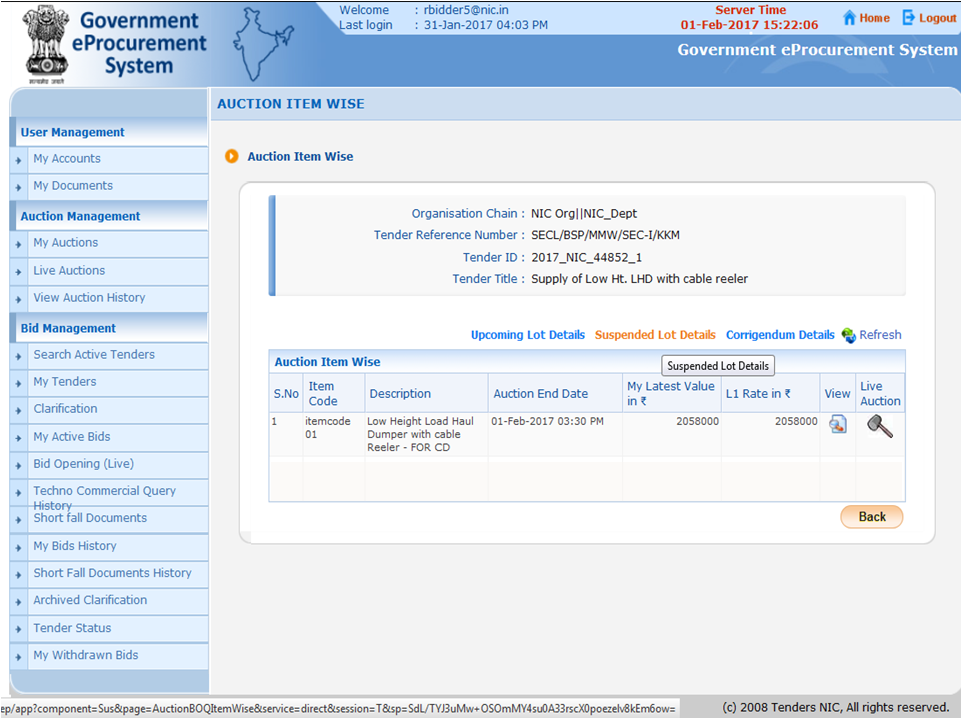 Government
eProcurement
System
Welcome : rbidder5@nic.in
Last login : 31-Jan-2017 04:03 PM
Server Time
01-Feb-2017 15:22:06
Home
Logout
Government eProcurement System
User Management
My Accounts
My Documents
Auction Management
My Auctions
Live Auctions
View Auction History
Bid Management
Search Active Tenders
My Tenders
Clarification
My Active Bids
Bid Opening (Live)
Techno Commercial Query
History
Short fall Documents
My Bids History
Short Fall Documents History
Archived Clarification
Tender Status
My Withdrawn Bids
AUCTION ITEM WISE
Auction Item Wise
Organisation Chain : NIC Org||NIC_Dept
Tender Reference Number : SECL/BSP/MMW/SEC-I/KKM
Tender ID : 2017_NIC_44852_1
Tender Title : Supply of Low Ht. LHD with cable reeler
Upcoming Lot Details Suspended Lot Details Corrigendum Details Refresh
Auction Item Wise
Suspended Lot Details
S.No
Item
Code
Description
Auction End Date
My Latest Value
in ₹
L1 Rate in ₹
View
Live
Auction
1
itemcode
01
Low Height Load Haul
Dumper with cable
Reeler - FOR CD
01-Feb-2017 03:30 PM
2058000
2058000
Back
ep/app?component=Sus&page=AuctionBOQItemWise&service=direct&session=T&sp=SdL/TYJ3uMw+OSOmMY4su0A33rscX0poezelv8kEm6ow=
(c) 2008 Tenders NIC, All rights reserved.